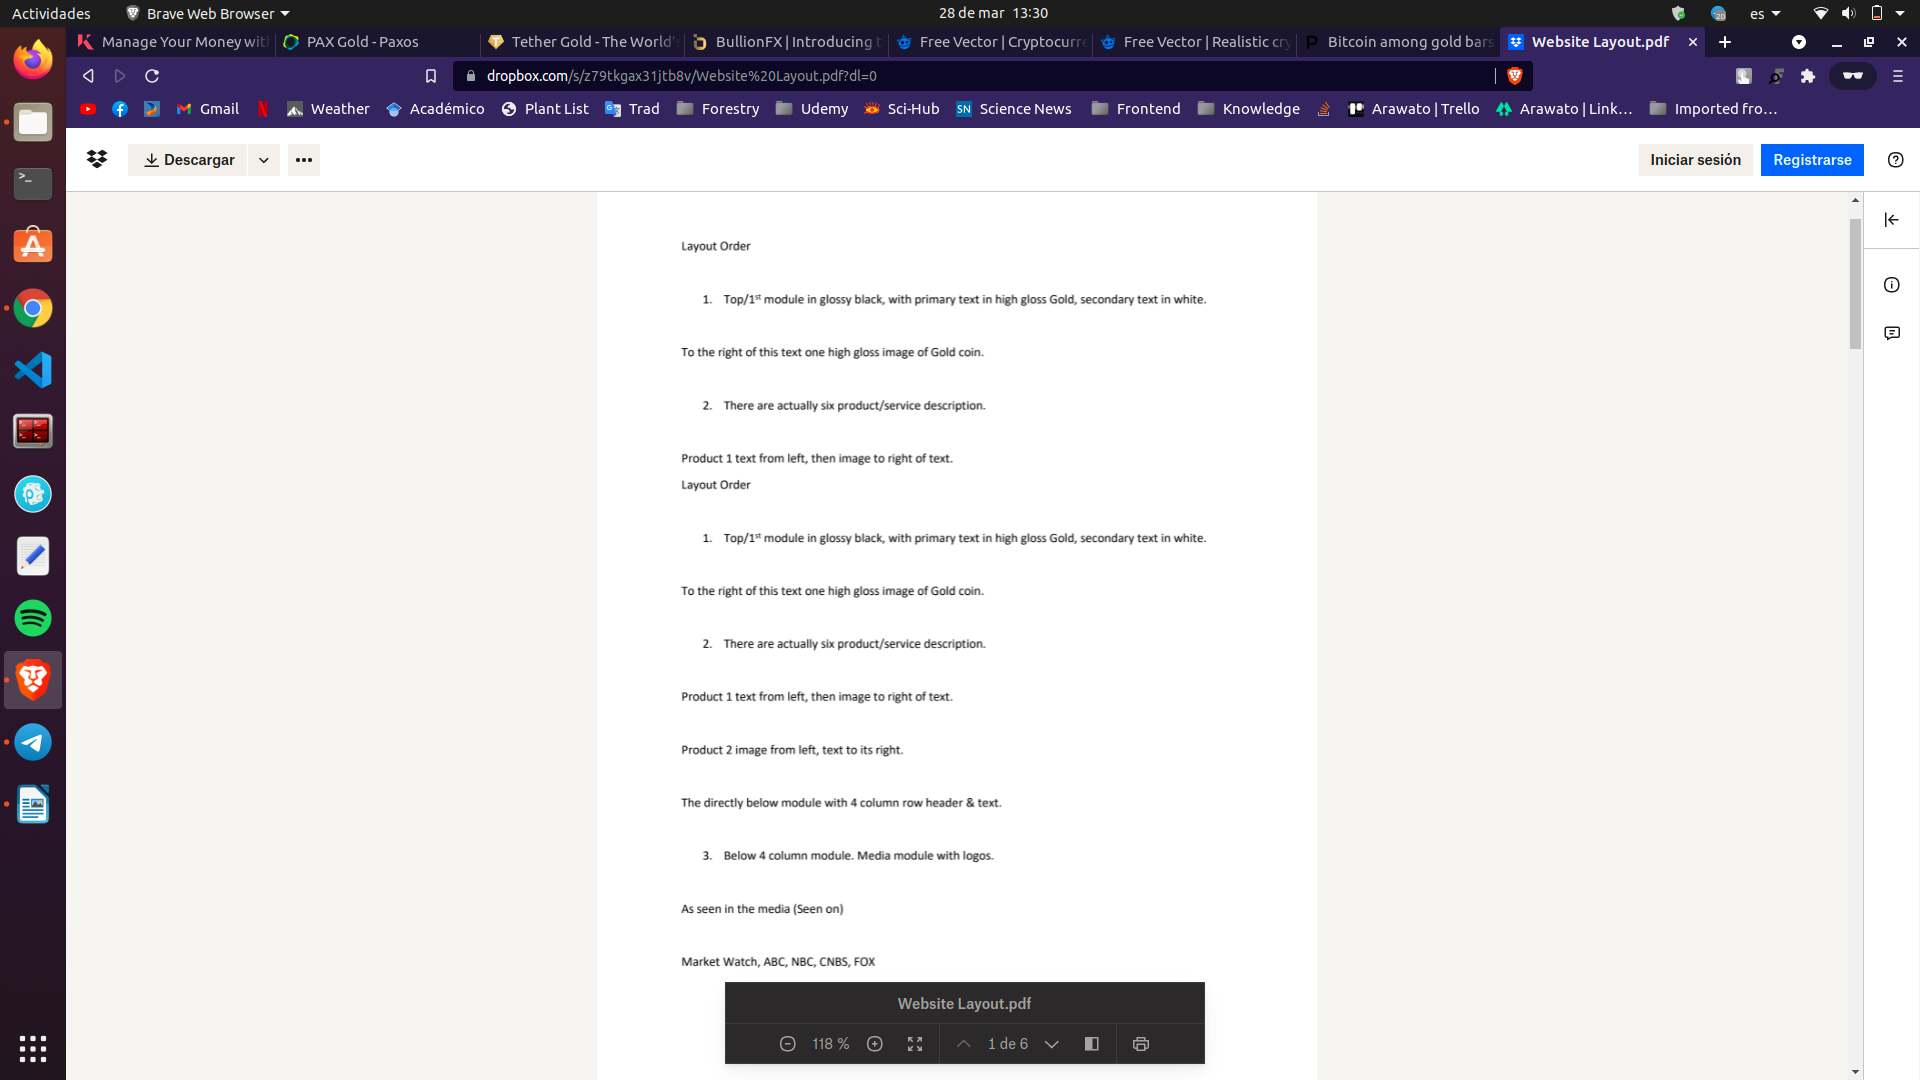 Actividades
Brave Web Browser
28 de mar 13:30
20
es
Manage Your Money wit
PAX Gold - Paxos
Tether Gold - The World'
BullionFX | Introducing t
Free Vector | Cryptocurre
Free Vector | Realistic cry
Bitcoin among gold bars
Website Layout.pdf
dropbox.com/s/z79tkgax31jtb8v/Website%20Layout.pdf?dl=0
Gmail
Weather
Académico
Plant List
Trad
Forestry
Udemy
Sci-Hub
SN Science News
Frontend
Knowledge
Arawato | Trello
Arawato | Link…
Imported fro…
Descargar
Iniciar sesión
Registrarse
Layout Order
1. Top/1st module in glossy black, with primary text in high gloss Gold, secondary text in white.
To the right of this text one high gloss image of Gold coin.
2. There are actually six product/service description.
Product 1 text from left, then image to right of text.
Layout Order
1. Top/1st module in glossy black, with primary text in high gloss Gold, secondary text in white.
To the right of this text one high gloss image of Gold coin.
2. There are actually six product/service description.
Product 1 text from left, then image to right of text.
Product 2 image from left, text to its right.
The directly below module with 4 column row header & text.
3. Below 4 column module. Media module with logos.
As seen in the media (Seen on)
Market Watch, ABC, NBC, CNBS, FOX
Website Layout.pdf
118 %
1 de 6